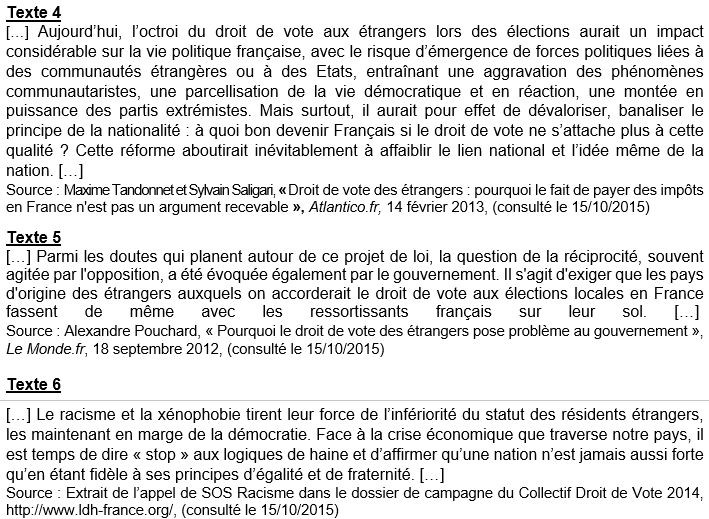 Texte 4
[…] Aujourd’hui, l’octroi du droit de vote aux étrangers lors des élections aurait un impact
considérable sur la vie politique française, avec le risque d’émergence de forces politiques liées à
des communautés étrangères ou à des Etats, entraînant une aggravation des phénomènes
communautaristes, une parcellisation de la vie démocratique et en réaction, une montée en
puissance des partis extrémistes. Mais surtout, il aurait pour effet de dévaloriser, banaliser le
principe de la nationalité : à quoi bon devenir Français si le droit de vote ne s’attache plus à cette
qualité ? Cette réforme aboutirait inévitablement à affaiblir le lien national et l’idée même de la
nation. […]
Source : Maxime Tandonnet et Sylvain Saligari, « Droit de vote des étrangers : pourquoi le fait de payer des impôts
en France n'est pas un argument recevable », Atlantico.fr, 14 février 2013, (consulté le 15/10/2015)
Texte 5
[…] Parmi les doutes qui planent autour de ce projet de loi, la question de la réciprocité, souvent
agitée par l'opposition, a été évoquée également par le gouvernement. Il s'agit d'exiger que les pays
d'origine des étrangers auxquels on accorderait le droit de vote aux élections locales en France
fassent de même avec les ressortissants français sur leur sol. […]
Source : Alexandre Pouchard, « Pourquoi le droit de vote des étrangers pose problème au gouvernement »,
Le Monde.fr, 18 septembre 2012, (consulté le 15/10/2015)
Texte 6
[…] Le racisme et la xénophobie tirent leur force de l’infériorité du statut des résidents étrangers,
les maintenant en marge de la démocratie. Face à la crise économique que traverse notre pays, il
est temps de dire « stop » aux logiques de haine et d’affirmer qu’une nation n’est jamais aussi forte
qu’en étant fidèle à ses principes d’égalité et de fraternité. […]
Source : Extrait de l’appel de SOS Racisme dans le dossier de campagne du Collectif Droit de Vote 2014,
http://www.ldh-france.org/, (consulté le 15/10/2015)